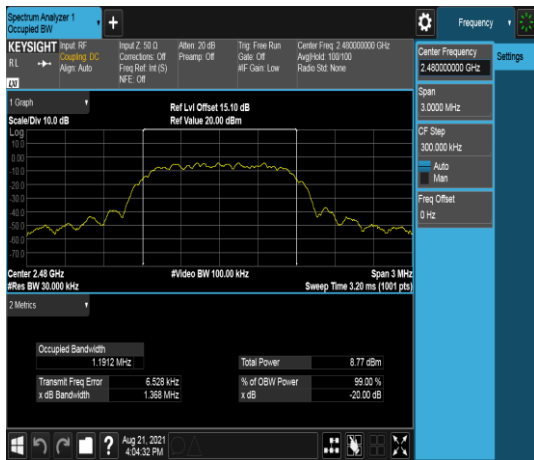 Spectrum Analyzer 1
Occupied BW
+
Frequency
KEYSIGHT Input: RF Input Z: 50 Ω Atten: 20 dB Trig: Free Run Center Freq: 2.480000000 GHz
RL Coupling: DC Corrections: Off Preamp: Off Gate: Off Avg|Hold: 100/100
Align: Auto Freq Ref: Int (S) #IF Gain: Low Radio Std: None
NFE: Off
LXI
Center Frequency
2.480000000 GHz
Settings
Span
3.0000 MHz
CF Step
300.000 kHz
Auto
Man
Freq Offset
0 Hz
1 Graph
Ref Lvl Offset 15.10 dB
Scale/Div 10.0 dB Ref Value 20.00 dBm
Log
10.0
0.00
-10.0
-20.0
-30.0
-40.0
-50.0
-60.0
-70.0
Center 2.48 GHz #Video BW 100.00 kHz Span 3 MHz
#Res BW 30.000 kHz Sweep Time 3.20 ms (1001 pts)
2 Metrics
Occupied Bandwidth
1.1912 MHz Total Power 8.77 dBm
Transmit Freq Error 6.528 kHz % of OBW Power 99.00 %
x dB Bandwidth 1.368 MHz x dB -20.00 dB
? Aug 21, 2021
4:04:32 PM